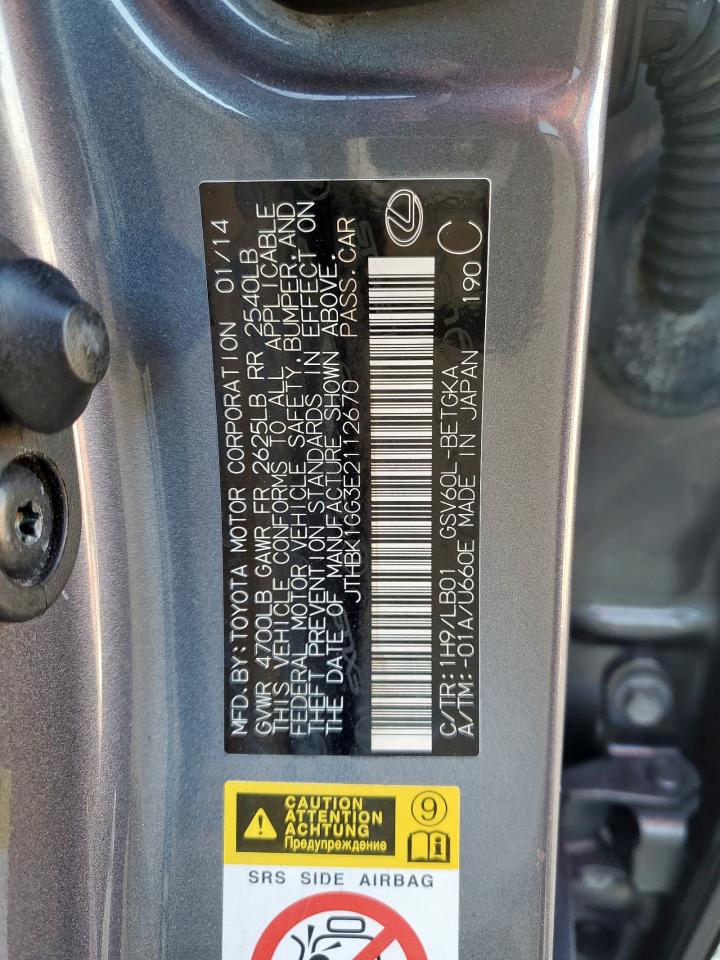 MFD.BY:TOYOTA MOTOR CORPORATION 01/14
GVWR 4700LB GAWR FR 2625LB RR 2540LB
THIS VEHICLE CONFORMS TO ALL APPLICABLE
FEDERAL MOTOR VEHICLE SAFETY,BUMPER,AND
THEFT PREVENTION STANDARDS IN EFFECT ON
THE DATE OF MANUFACTURE SHOWN ABOVE.
JTHBK1GG3E2112670 PASS.CAR
C/TR:1H9/LB01 GSV60L-BETGKA
A/TM:-01A/U660E MADE IN JAPAN 190 C
CAUTION
ATTENTION
ACHTUNG
Предупреждение
9
SRS SIDE AIRBAG